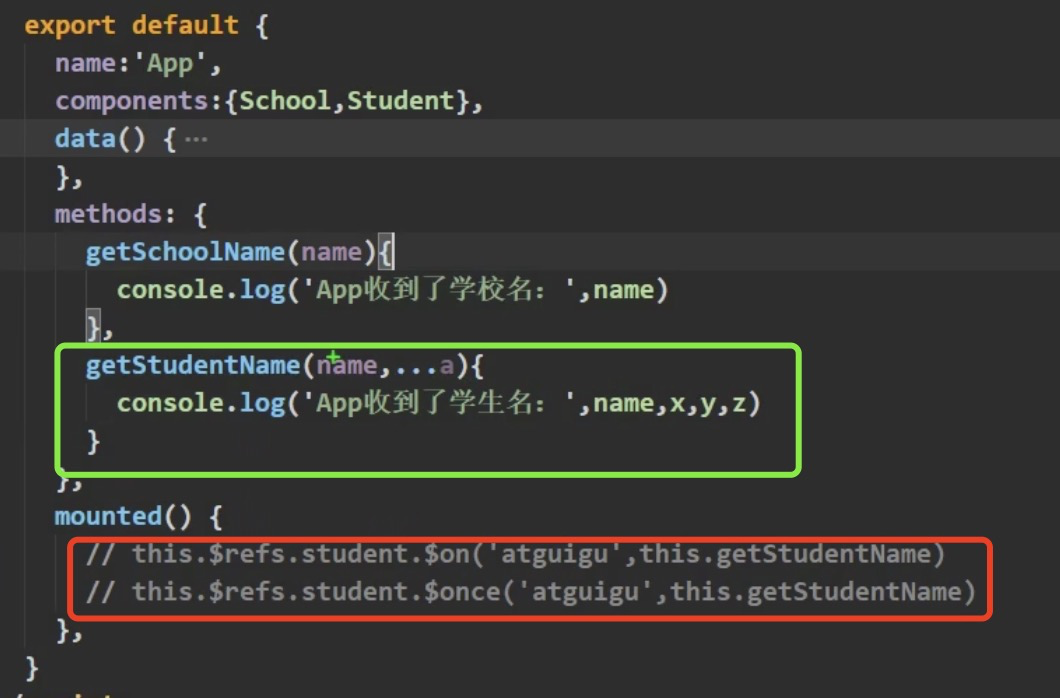 export default {
name:'App',
components:{School,Student},
data() { ⋯
},
methods: {
getSchoolName(name){
console.log('App收到了学校名：',name)
},
getStudentName(name,...a){
console.log('App收到了学生名：',name,x,y,z)
}
},
mounted() {
// this.$refs.student.$on('atguigu',this.getStudentName)
// this.$refs.student.$once('atguigu',this.getStudentName)
},
}